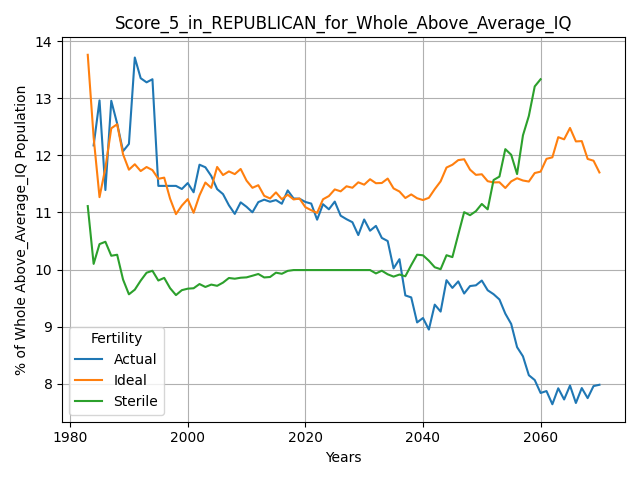 Score_5_in_REPUBLICAN_for_Whole_Above_Average_IQ
% of Whole Above_Average_IQ Population
14
13
12
11
10
9
8
Fertility
Actual
Ideal
Sterile
1980
2000
2020
2040
2060
Years